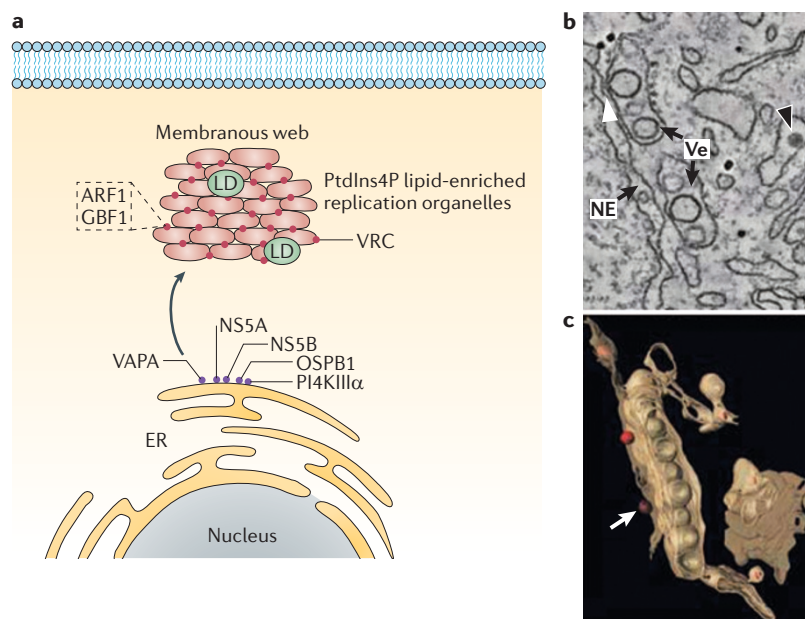 a
Membranous web
LD
ARF1
GBF1
PtdIns4P lipid-enriched
replication organelles
VRC
LD
NS5A
NS5B
VAPA
OSPB1
PI4KIIIα
ER
Nucleus
b
Ve
NE
c